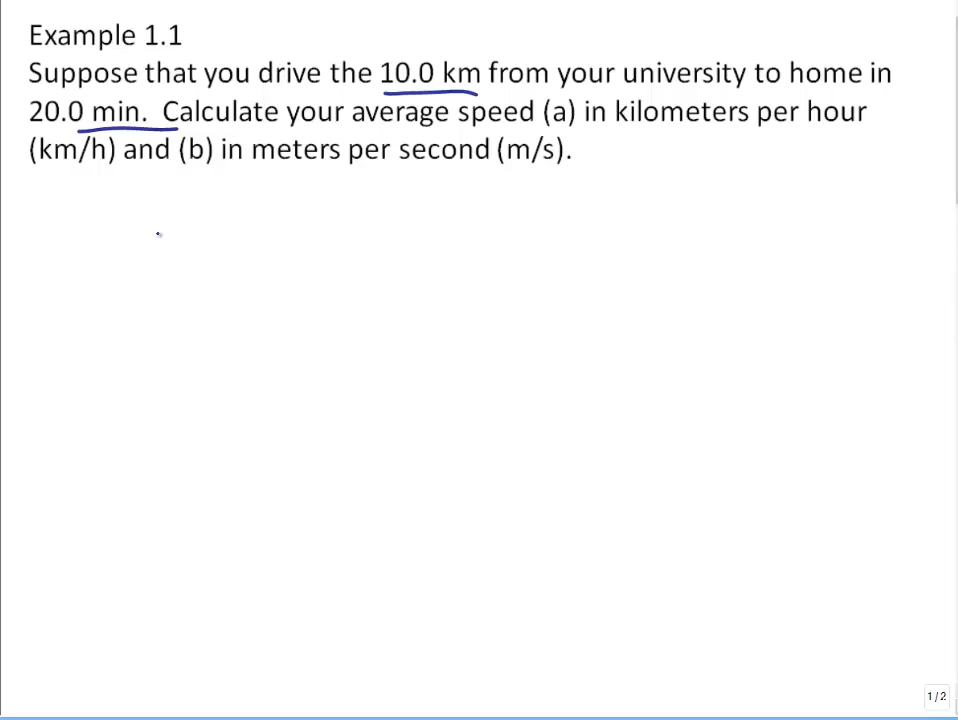 Example 1.1
Suppose that you drive the 10.0 km from your university to home in
20.0 min.  Calculate your average speed (a) in kilometers per hour
(km/h) and (b) in meters per second (m/s).
1/2